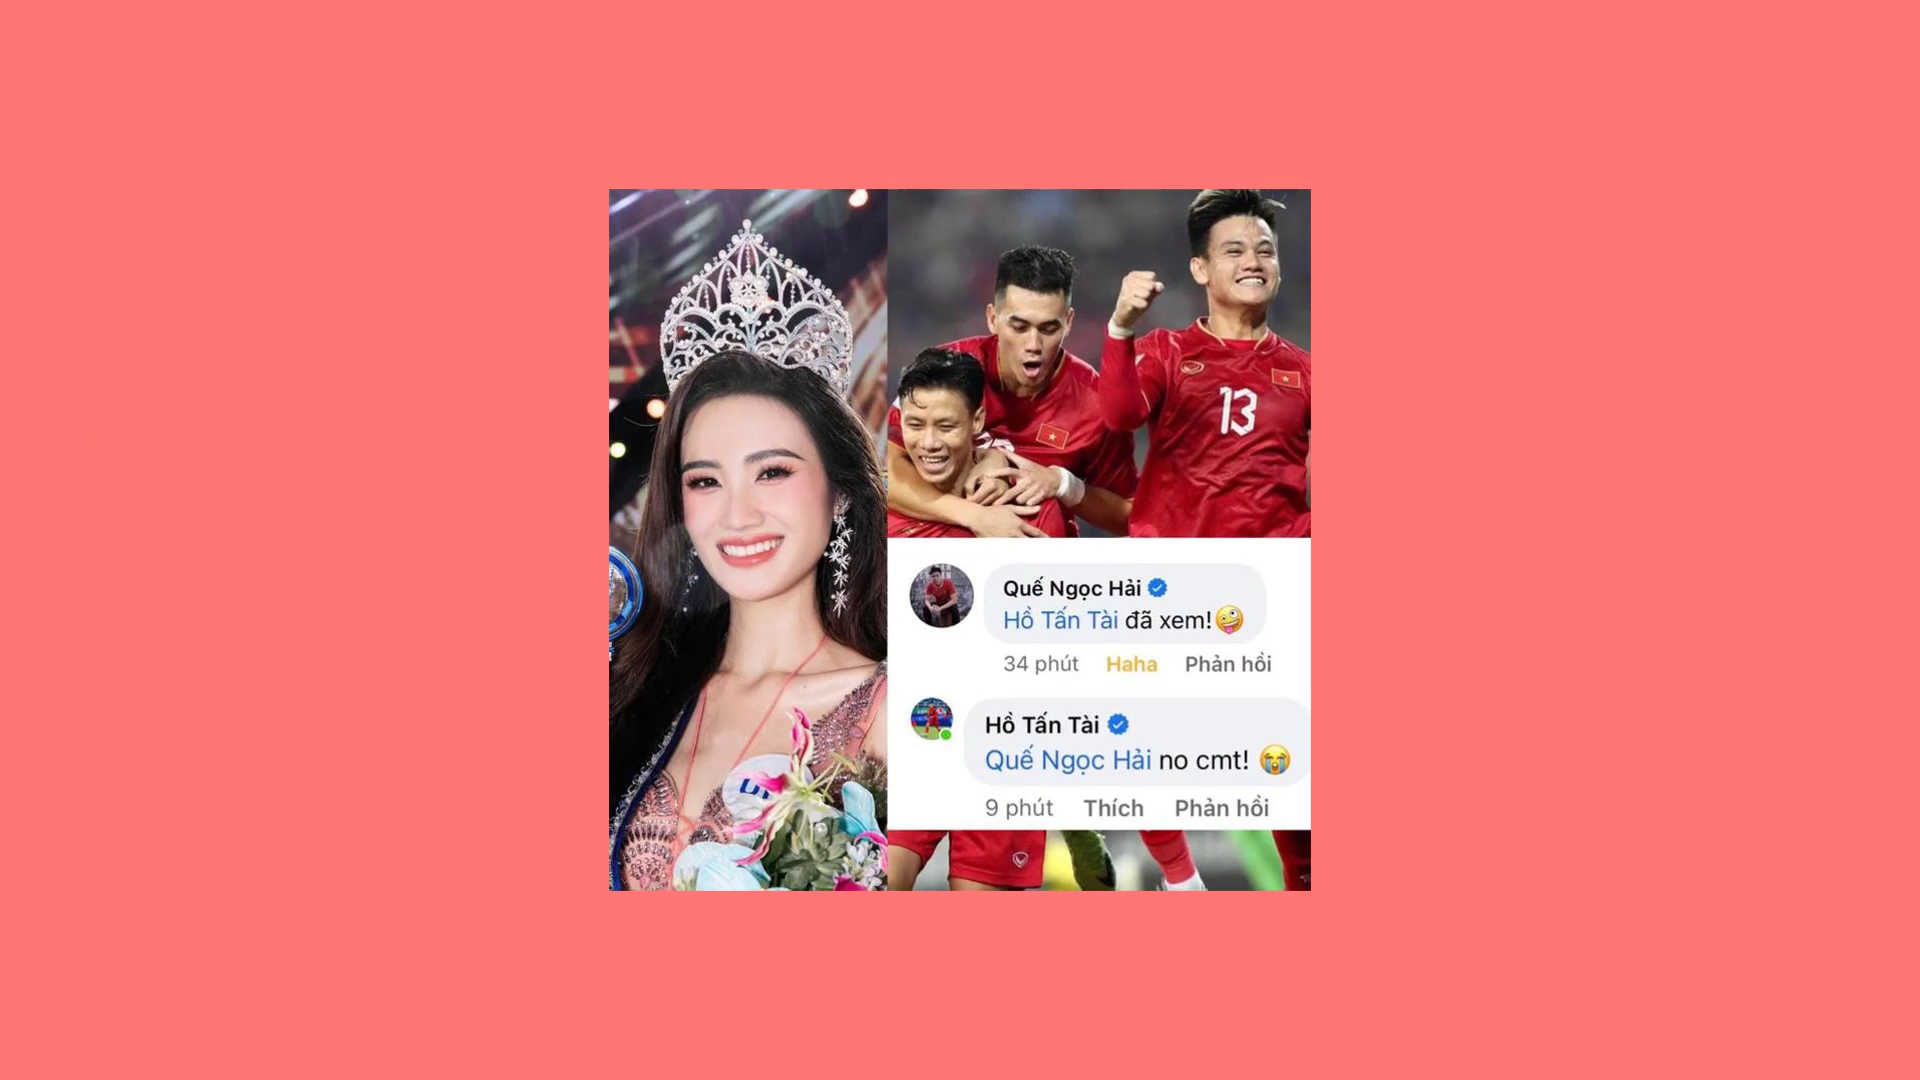 13
Quế Ngọc Hải
Hồ Tấn Tài đã xem!🤪
34 phút Haha Phản hồi
Hồ Tấn Tài
Quế Ngọc Hải no cmt! 😭
9 phút Thích Phản hồi